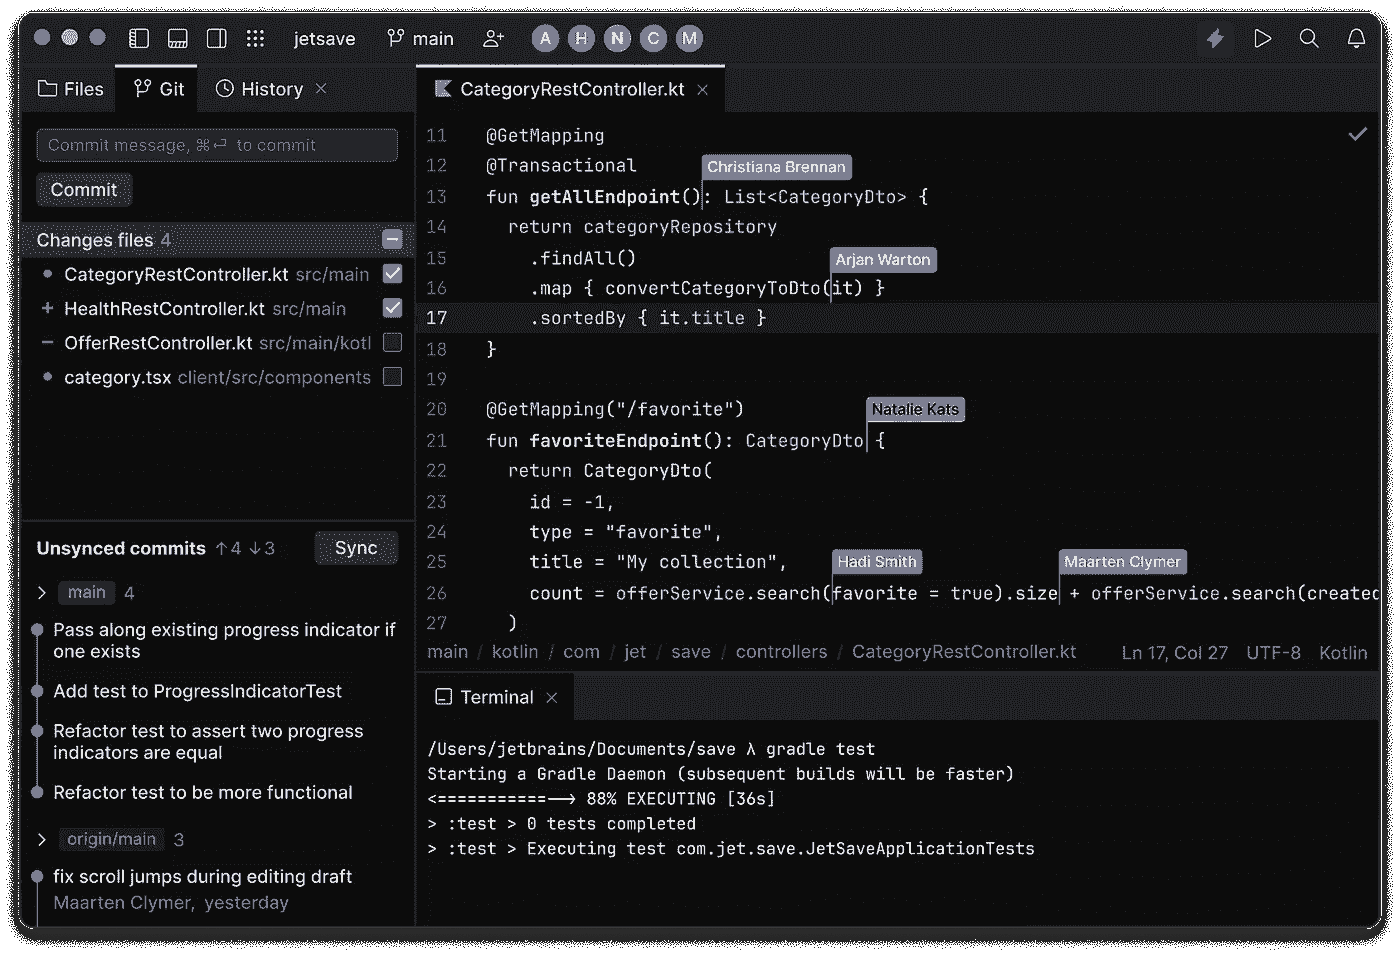 jetsave main A H N C M
Files Git History
Commit message, ⌘⏎ to commit
Commit
Changes files 4
CategoryRestController.kt src/main
HealthRestController.kt src/main
OfferRestController.kt src/main/kotl
category.tsx client/src/components
Unsynced commits ↑4 ↓3 Sync
main 4
Pass along existing progress indicator if
one exists
Add test to ProgressIndicatorTest
Refactor test to assert two progress
indicators are equal
Refactor test to be more functional
origin/main 3
fix scroll jumps during editing draft
Maarten Clymer, yesterday
CategoryRestController.kt
11 @GetMapping
12 @Transactional
Christiana Brennan
13 fun getAllEndpoint(): List<CategoryDto> {
14 return categoryRepository
15 .findAll()
Arjan Warton
16 .map { convertCategoryToDto(it) }
17 .sortedBy { it.title }
18 }
19
20 @GetMapping("/favorite")
Natalie Kats
21 fun favoriteEndpoint(): CategoryDto {
22 return CategoryDto(
23 id = -1,
24 type = "favorite",
25 title = "My collection",
Hadi Smith Maarten Clymer
26 count = offerService.search(favorite = true).size + offerService.search(created
27 )
main / kotlin / com / jet / save / controllers / CategoryRestController.kt Ln 17, Col 27 UTF-8 Kotlin
Terminal
/Users/jetbrains/Documents/save λ gradle test
Starting a Gradle Daemon (subsequent builds will be faster)
<===========--> 88% EXECUTING [36s]
> :test > 0 tests completed
> :test > Executing test com.jet.save.JetSaveApplicationTests